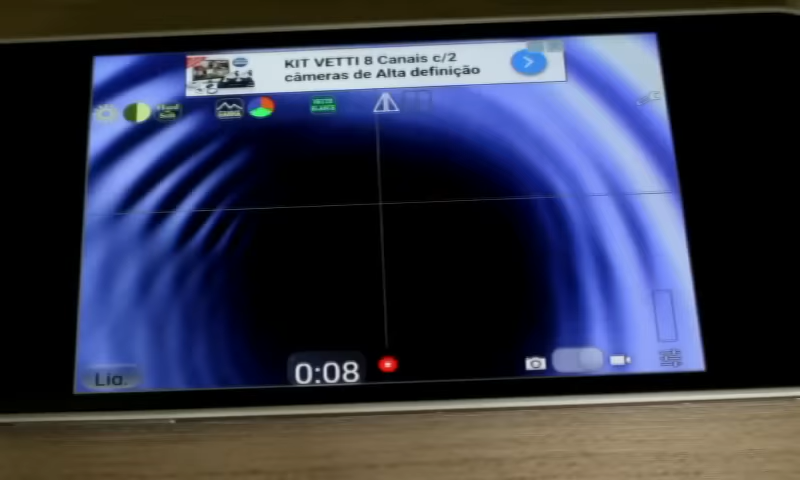 KIT VETTI 8 Canais c/2
câmeras de Alta definição
0:08
Lig.